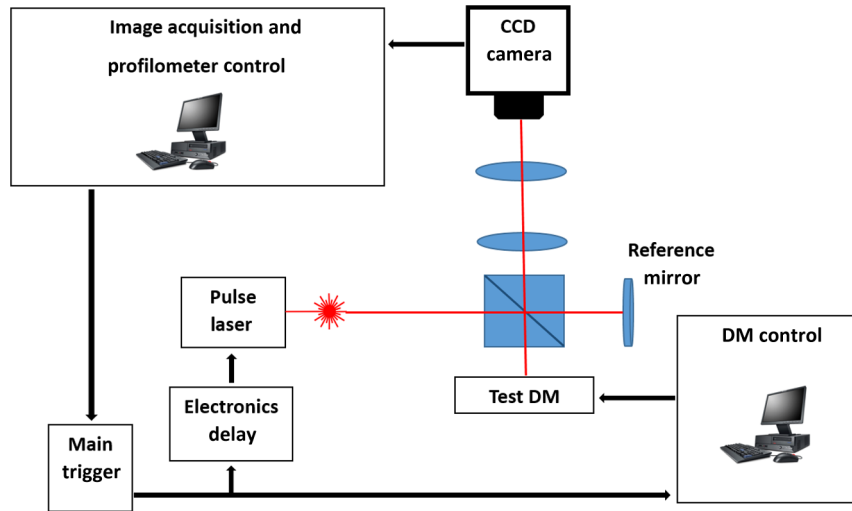 Image acquisition and
profilometer control
CCD
camera
Reference
mirror
Pulse
laser
DM control
Test DM
Electronics
delay
Main
trigger